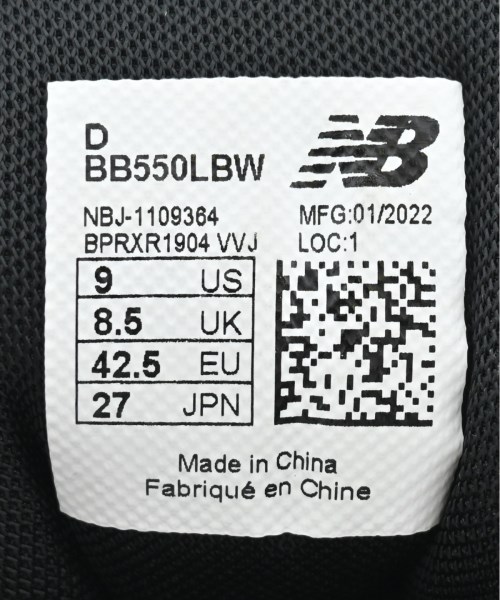 D
BB550LBW
NB
NBJ-1109364
MFG:01/2022
BPRXR1904 VVJ
LOC:1
9 US
8.5 UK
42.5 EU
27 JPN
Made in China
Fabriqué en Chine